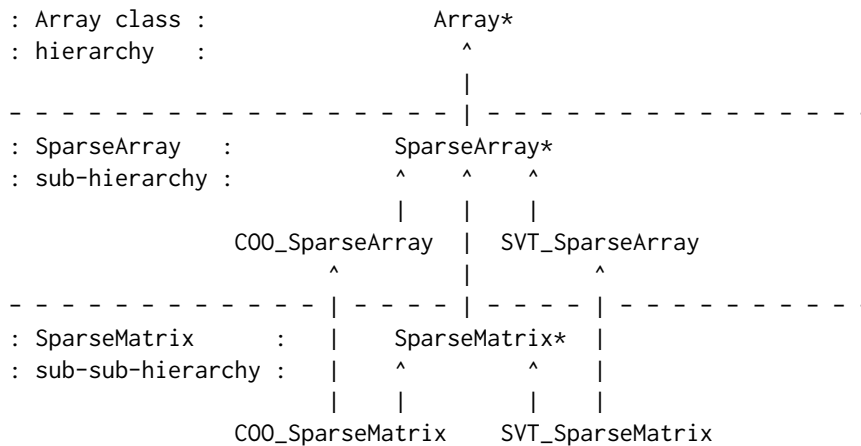 : Array class :                 Array*
: hierarchy   :                   ^
                                  |
- - - - - - - - - - - - - - - - - | - - - - - - - - - - - - - - -
: SparseArray   :            SparseArray*
: sub-hierarchy :            ^    ^    ^
                             |    |    |
                 COO_SparseArray  |  SVT_SparseArray
                        ^         |         ^
- - - - - - - - - - - - | - - - - | - - - - | - - - - - - - - - -
: SparseMatrix      :   |    SparseMatrix*  |
: sub-sub-hierarchy :   |    ^         ^    |
                        |    |         |    |
                 COO_SparseMatrix    SVT_SparseMatrix